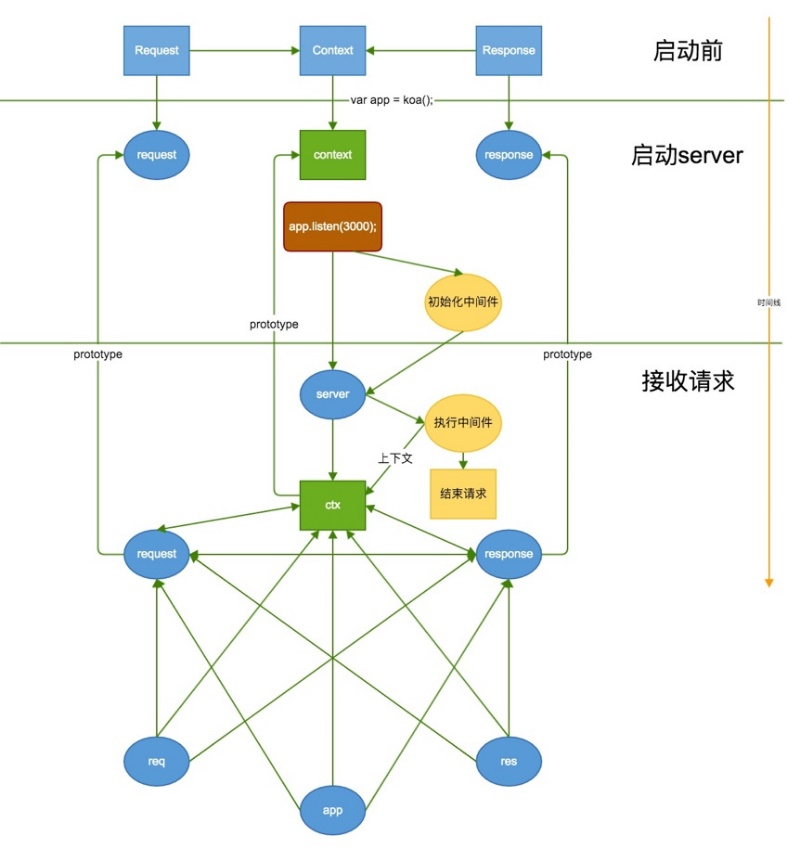 Request
Context
Response
启动前
var app = koa();
request
context
response
启动server
app.listen(3000);
初始化中间件
时间线
prototype
prototype
prototype
接收请求
server
执行中间件
上下文
结束请求
ctx
request
response
req
res
app